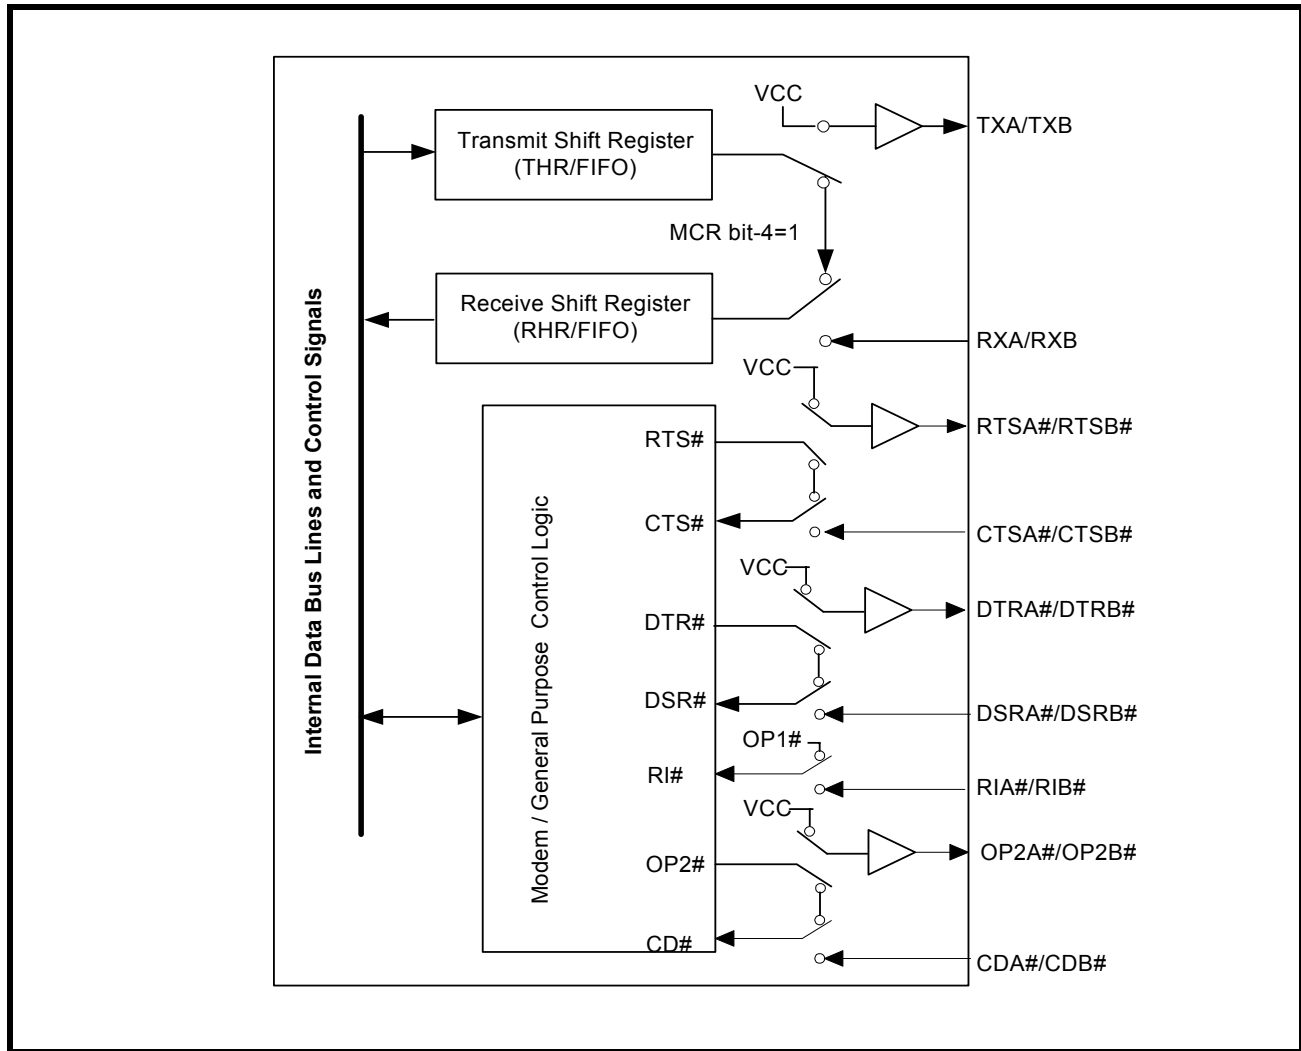 VCC
TXA/TXB
Transmit Shift Register
(THR/FIFO)
MCR bit-4=1
Receive Shift Register
(RHR/FIFO)
RXA/RXB
Internal Data Bus Lines and Control Signals
VCC
RTSA#/RTSB#
RTS#
CTS#
CTSA#/CTSB#
Modem / General Purpose Control Logic
VCC
DTRA#/DTRB#
DTR#
DSR#
DSRA#/DSRB#
OP1#
RI#
RIA#/RIB#
VCC
OP2A#/OP2B#
OP2#
CD#
CDA#/CDB#